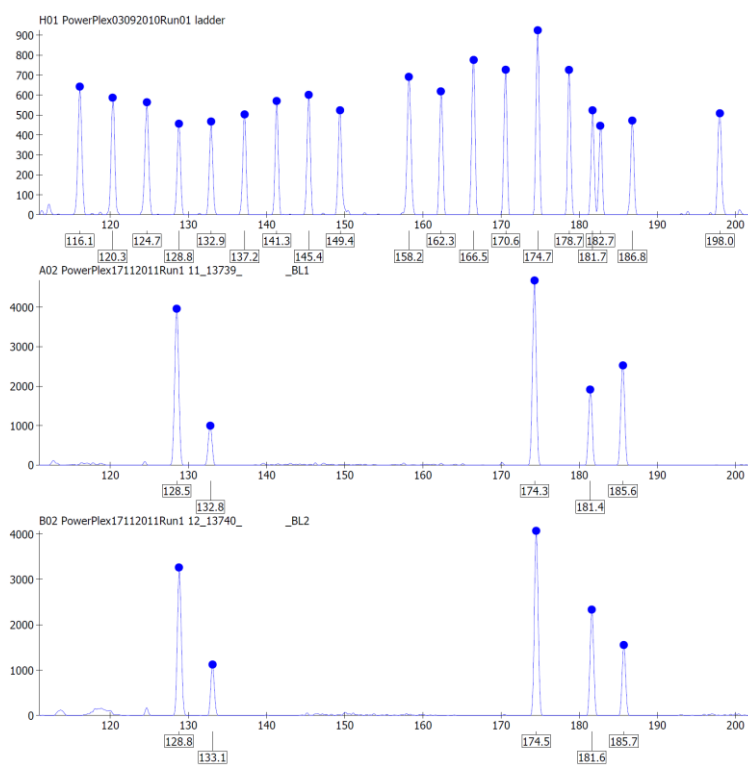 H01 PowerPlex03092010Run01 ladder
900
800
700
600
500
400
300
200
100
0
120 130 140 150 160 170 180 190 200
116.1 124.7 132.9 141.3 149.4 158.2 166.5 174.7 182.7 198.0
120.3 128.8 137.2 145.4 162.3 170.6 178.7 181.7 186.8
A02 PowerPlex17112011Run1 11_13739_ _BL1
4000
3000
2000
1000
0
120 130 140 150 160 170 180 190 200
128.5 174.3 185.6
132.8 181.4
B02 PowerPlex17112011Run1 12_13740_ _BL2
4000
3000
2000
1000
0
120 130 140 150 160 170 180 190 200
128.8 174.5 185.7
133.1 181.6